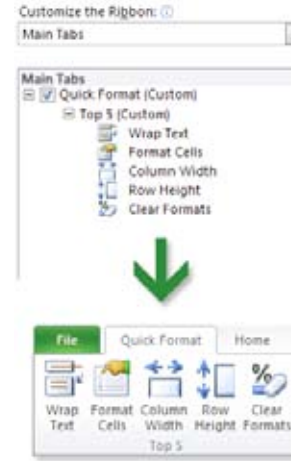 Customize the Ribbon:
Main Tabs
Main Tabs
Quick Format (Custom)
Top 5 (Custom)
Wrap Text
Format Cells
Column Width
Row Height
Clear Formats
File Quick Format Home
Wrap Format Column Row Clear
Text Cells Width Height Formats
Top 5